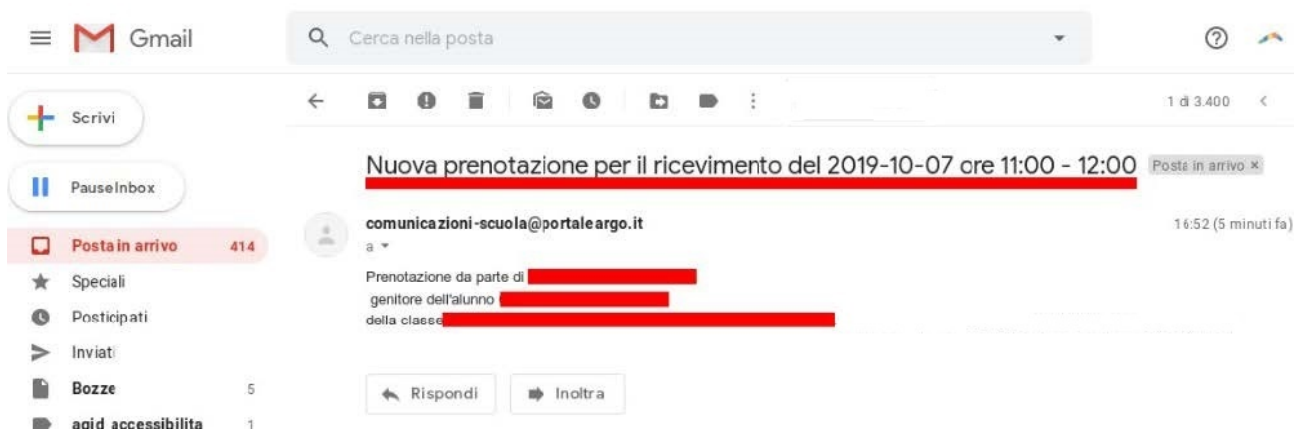 Gmail
Cerca nella posta
Scrivi
1 di 3.400
Nuova prenotazione per il ricevimento del 2019-10-07 ore 11:00 - 12:00 Posta in arrivo ×
PauseInbox
comunicazioni-scuola@portaleargo.it 16:52 (5 minuti fa)
a
Posta in arrivo 414
Prenotazione da parte di
Speciali
genitore dell'alunno
Posticipati
della classe
Inviati
Bozze 5
Rispondi Inoltra
agid accessibilita 1